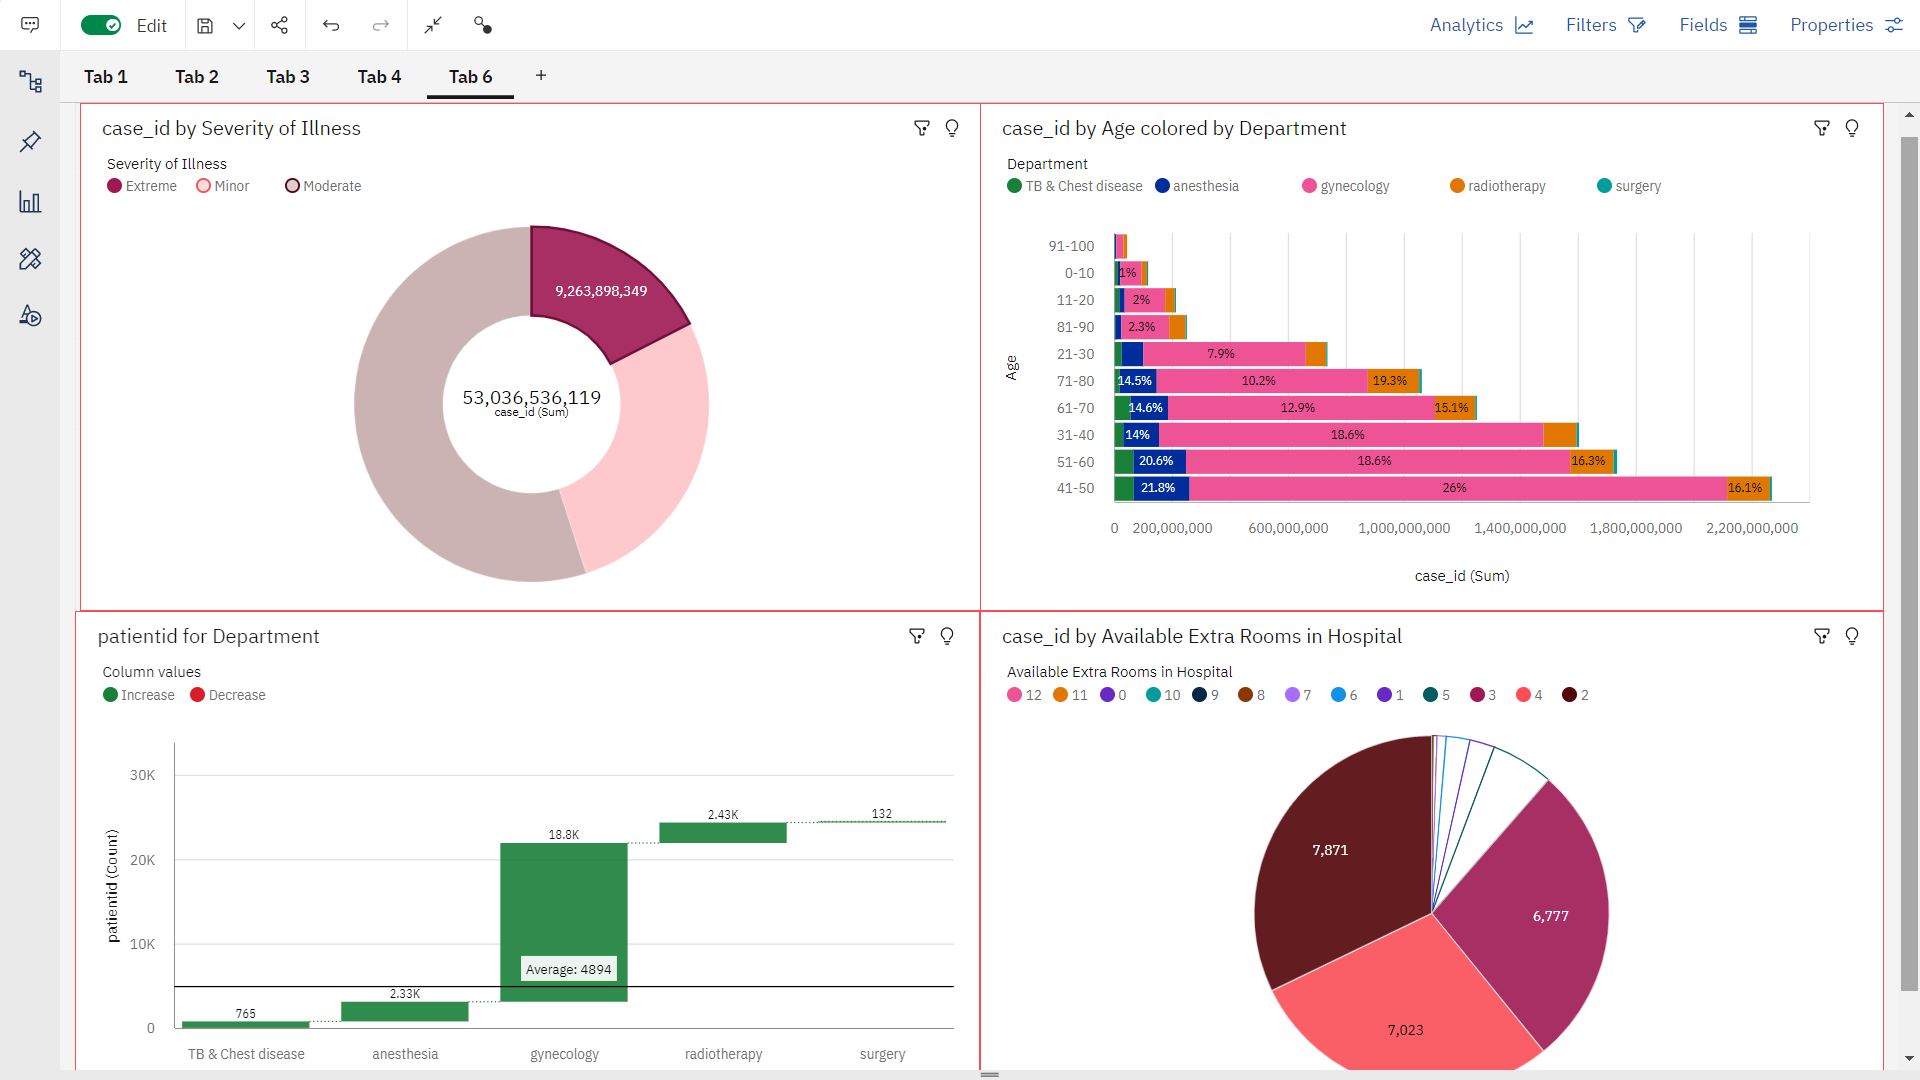 Edit
Analytics
Filters
Fields
Properties
Tab 1 Tab 2 Tab 3 Tab 4 Tab 6 +
case_id by Severity of Illness
Severity of Illness
Extreme Minor Moderate
9,263,898,349
53,036,536,119
case_id (Sum)
case_id by Age colored by Department
Department
TB & Chest disease anesthesia gynecology radiotherapy surgery
Age
91-100
0-10 1%
11-20 2%
81-90 2.3%
21-30 7.9%
71-80 14.5% 10.2% 19.3%
61-70 14.6% 12.9% 15.1%
31-40 14% 18.6%
51-60 20.6% 18.6% 16.3%
41-50 21.8% 26% 16.1%
0 200,000,000 600,000,000 1,000,000,000 1,400,000,000 1,800,000,000 2,200,000,000
case_id (Sum)
patientid for Department
Column values
Increase Decrease
patientid (Count)
30K
20K
10K
0
765
2.33K
18.8K
2.43K
132
Average: 4894
TB & Chest disease anesthesia gynecology radiotherapy surgery
case_id by Available Extra Rooms in Hospital
Available Extra Rooms in Hospital
12 11 0 10 9 8 7 6 1 5 3 4 2
7,871
6,777
7,023